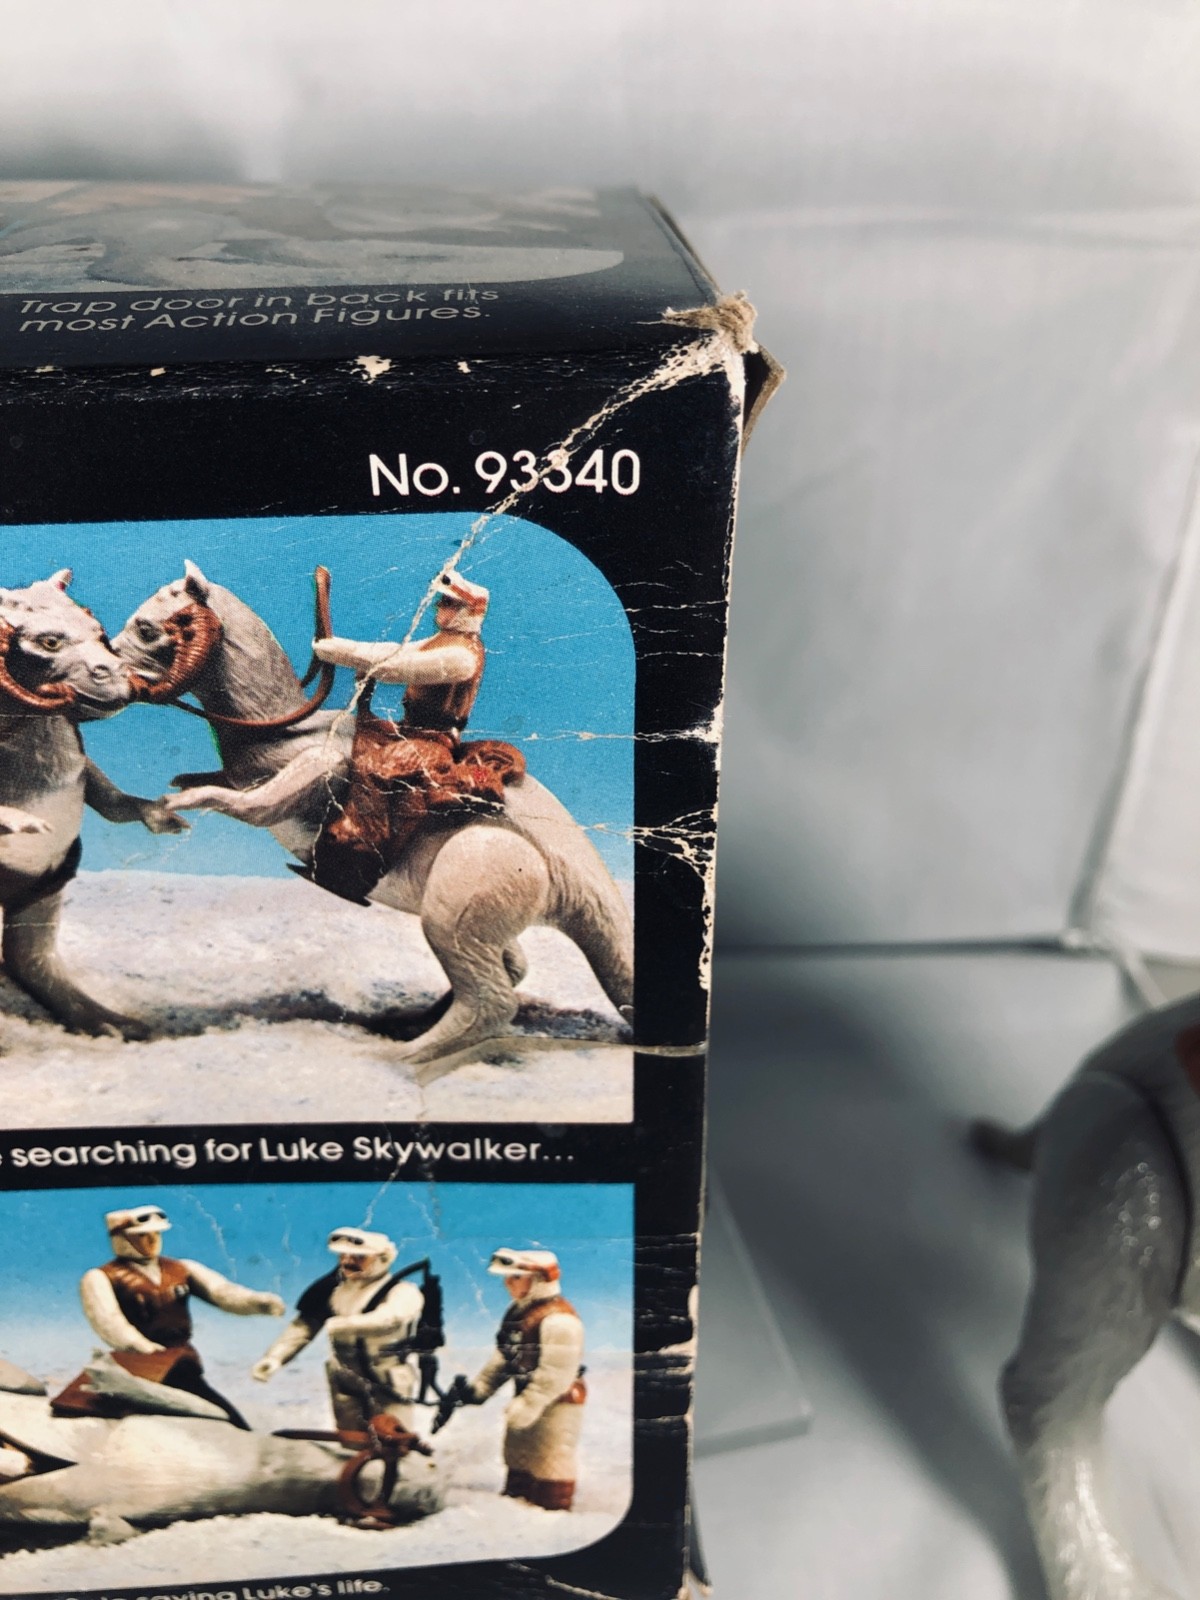 Trap door in back fits
most Action Figures.
No. 93340
searching for Luke Skywalker...
saving Luke's life.